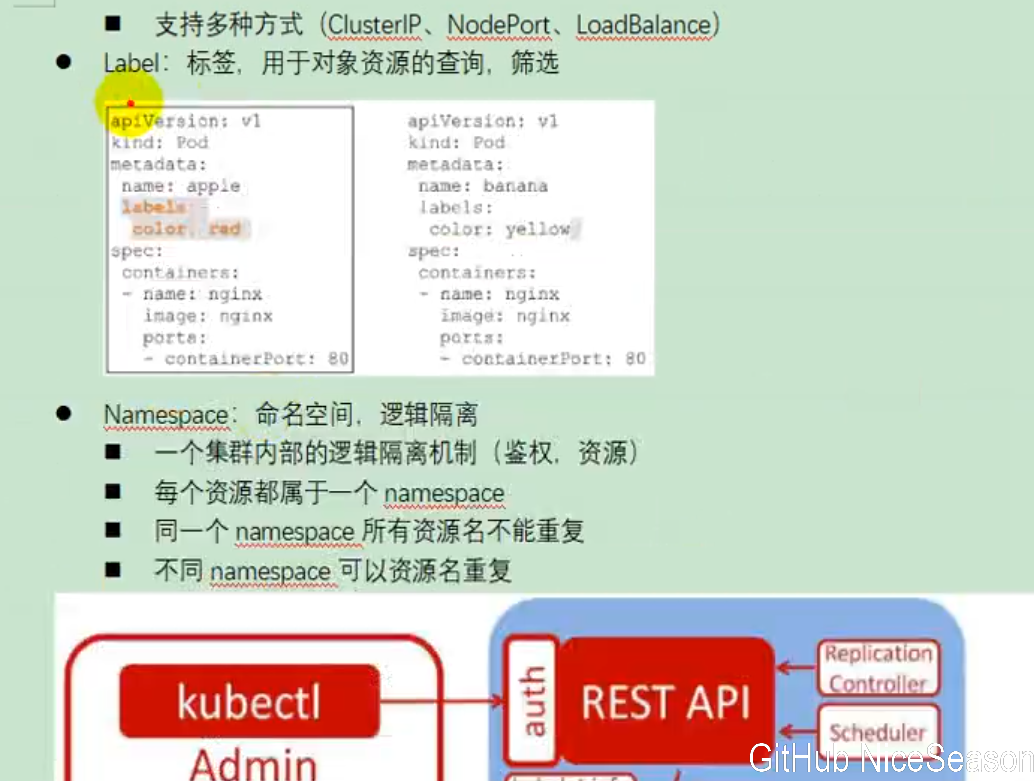 ■ 支持多种方式（ClusterIP、NodePort、LoadBalance）
● Label：标签，用于对象资源的查询，筛选
apiVersion: v1
kind: Pod
metadata:
name: apple
labels
color: red
spec:
containers:
- name: nginx
image: nginx
ports:
- containerPort: 80
apiVersion: v1
kind: Pod
metadata:
name: banana
labels:
color: yellow
spec:
containers:
- name: nginx
image: nginx
ports:
- containerPort: 80
● Namespace：命名空间，逻辑隔离
■ 一个集群内部的逻辑隔离机制（鉴权，资源）
■ 每个资源都属于一个 namespace
■ 同一个 namespace 所有资源名不能重复
■ 不同 namespace 可以资源名重复
kubectl
Admin
auth
REST API
Replication
Controller
Scheduler
GitHub NiceSeason